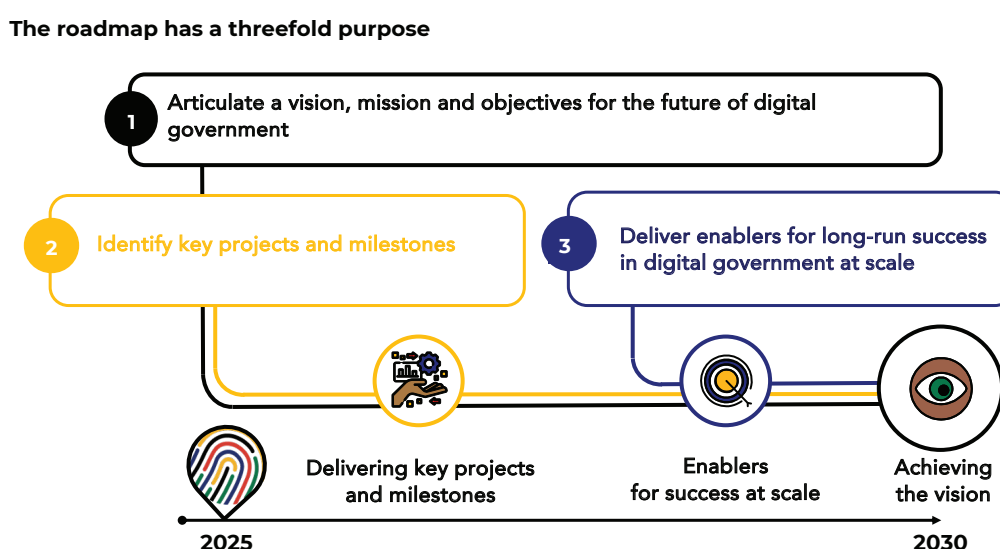 The roadmap has a threefold purpose
1
Articulate a vision, mission and objectives for the future of digital
government
2
Identify key projects and milestones
3
Deliver enablers for long-run success
in digital government at scale
Delivering key projects
and milestones
Enablers
for success at scale
Achieving
the vision
2025
2030